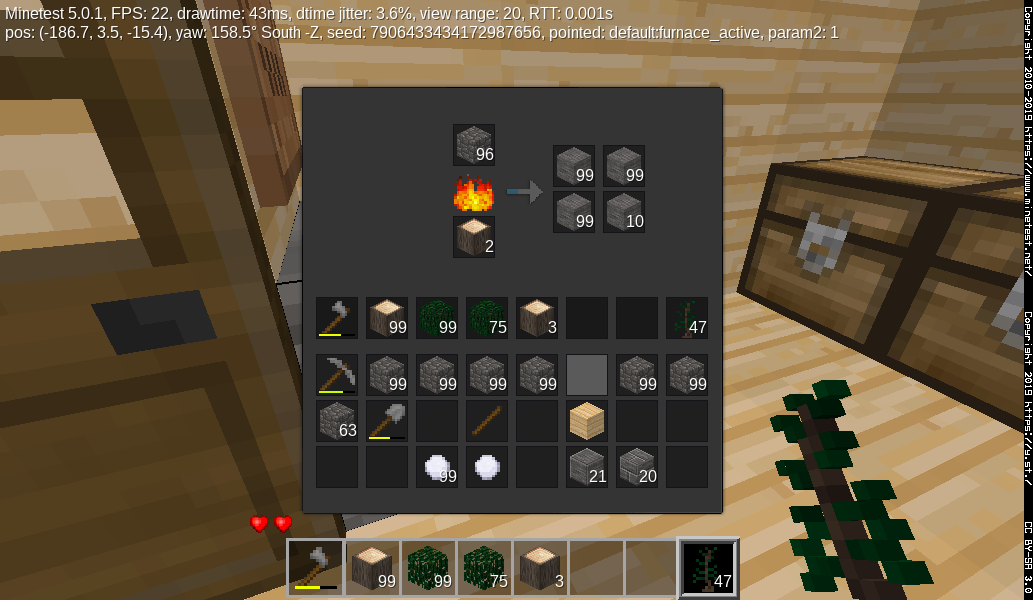 Minetest 5.0.1, FPS: 22, drawtime: 43ms, dtime jitter: 3.6%, view range: 20, RTT: 0.001s
pos: (-186.7, 3.5, -15.4), yaw: 158.5° South -Z, seed: 7906433434172987656, pointed: default:furnace_active, param2: 1
96
99 99
99 10
2
99 99 75 3 47
99 99 99 99 99 99
63
99 21 20
99 99 75 3 47
Copyright 2010-2019 https://www.minetest.net/
Copyright 2019 https://y.st./
CC BY-SA 3.0